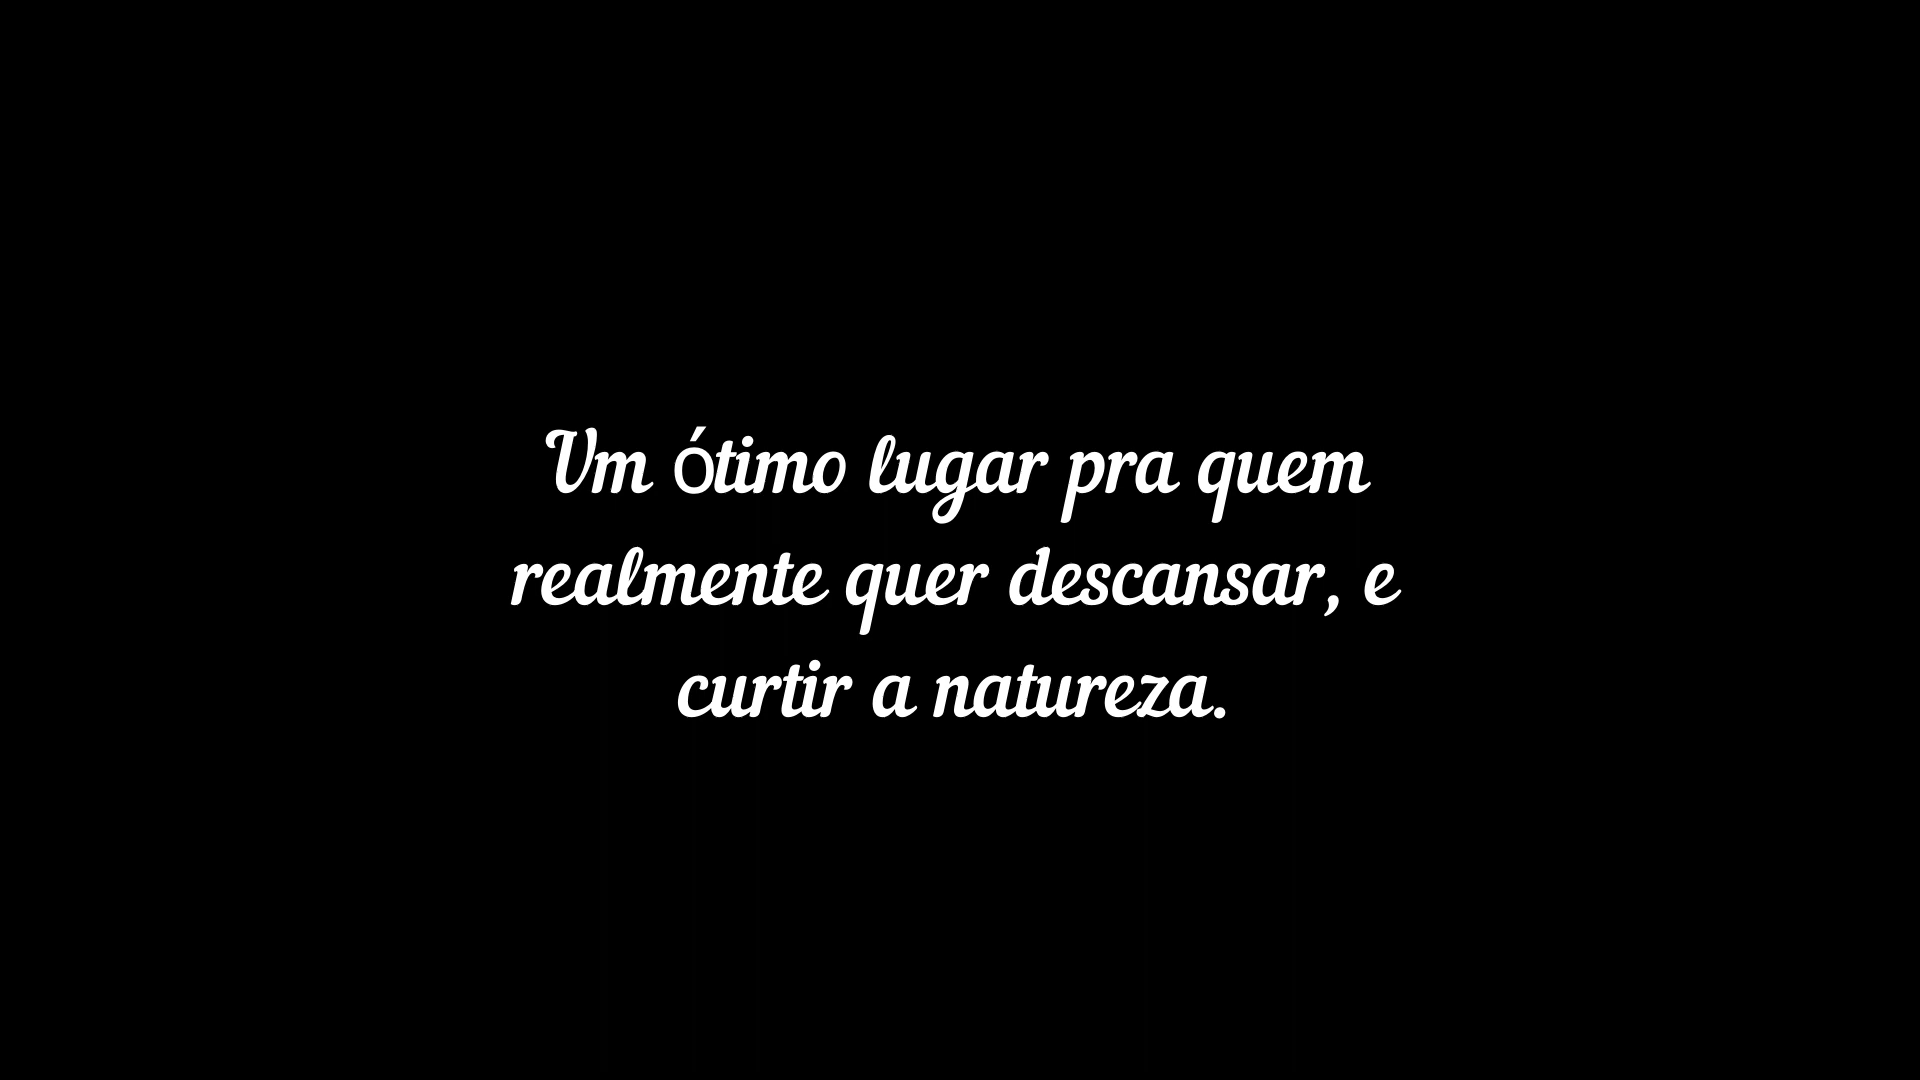 Um ótimo lugar pra quem
realmente quer descansar, e
curtir a natureza.